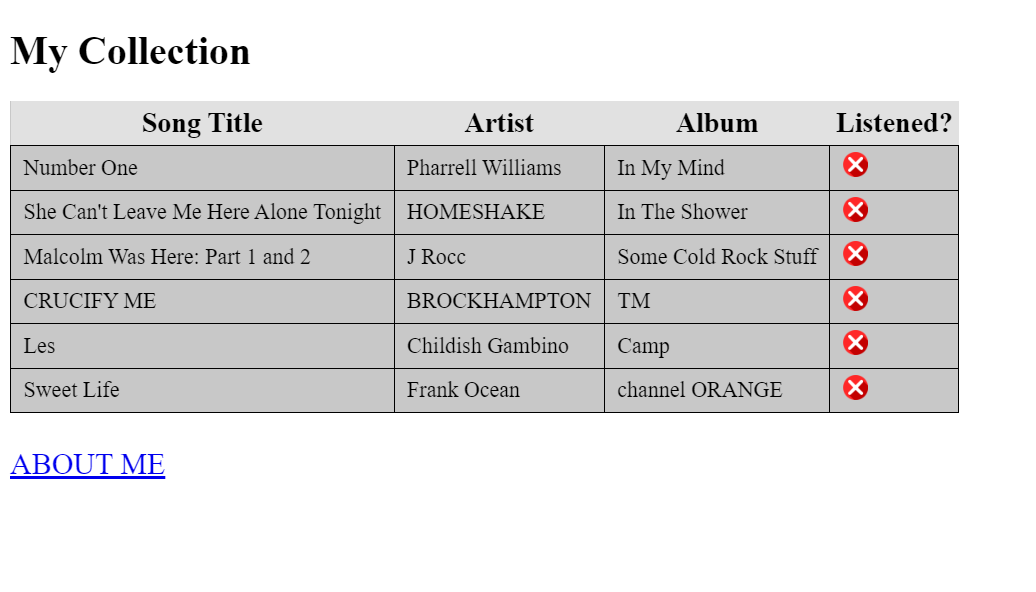 My Collection
Song Title Artist Album Listened?
Number One Pharrell Williams In My Mind
She Can't Leave Me Here Alone Tonight HOMESHAKE In The Shower
Malcolm Was Here: Part 1 and 2 J Rocc Some Cold Rock Stuff
CRUCIFY ME BROCKHAMPTON TM
Les Childish Gambino Camp
Sweet Life Frank Ocean channel ORANGE
ABOUT ME